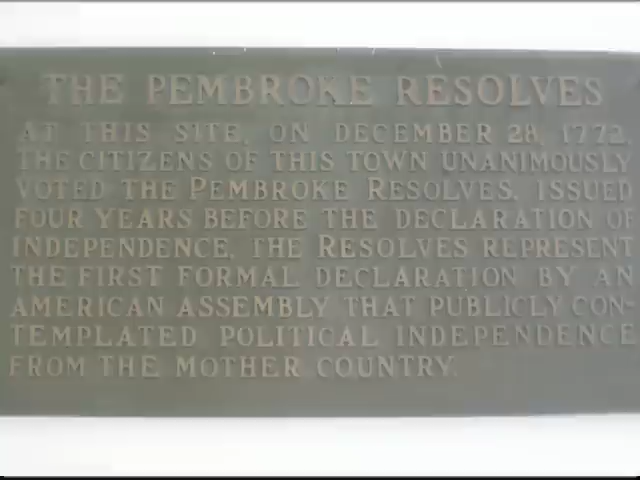 THE PEMBROKE RESOLVES
AT THIS SITE, ON DECEMBER 28, 1772,
THE CITIZENS OF THIS TOWN UNANIMOUSLY
VOTED THE PEMBROKE RESOLVES. ISSUED
FOUR YEARS BEFORE THE DECLARATION OF
INDEPENDENCE, THE RESOLVES REPRESENT
THE FIRST FORMAL DECLARATION BY AN
AMERICAN ASSEMBLY THAT PUBLICLY CON-
TEMPLATED POLITICAL INDEPENDENCE
FROM THE MOTHER COUNTRY.